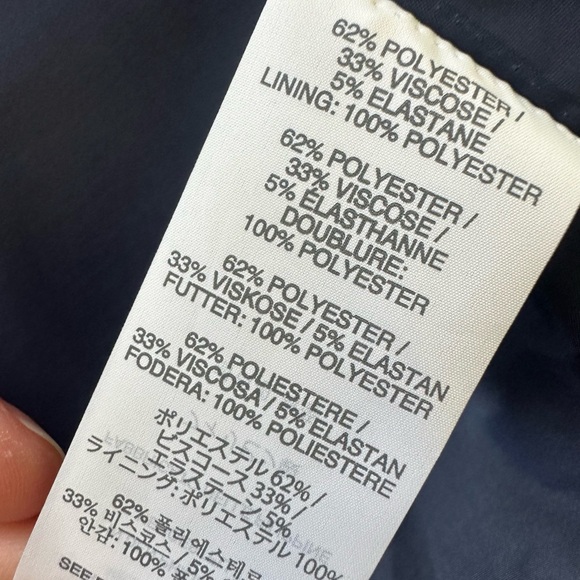 62% POLYESTER /
33% VISCOSE /
5% ELASTANE
LINING: 100% POLYESTER
62% POLYESTER /
33% VISCOSE /
5% ÉLASTHANNE
DOUBLURE:
100% POLYESTER
62% POLYESTER /
33% VISKOSE / 5% ELASTAN
FUTTER: 100% POLYESTER
62% POLIESTERE /
33% VISCOSA / 5% ELASTAN
FODERA: 100% POLIESTERE
ポリエステル 62% /
ビスコース 33% /
エラステーン 5%
ライニング: ポリエステル 100%
62% 폴리에스테르
33% 비스코스 / 5%
안감: 100%
SEE